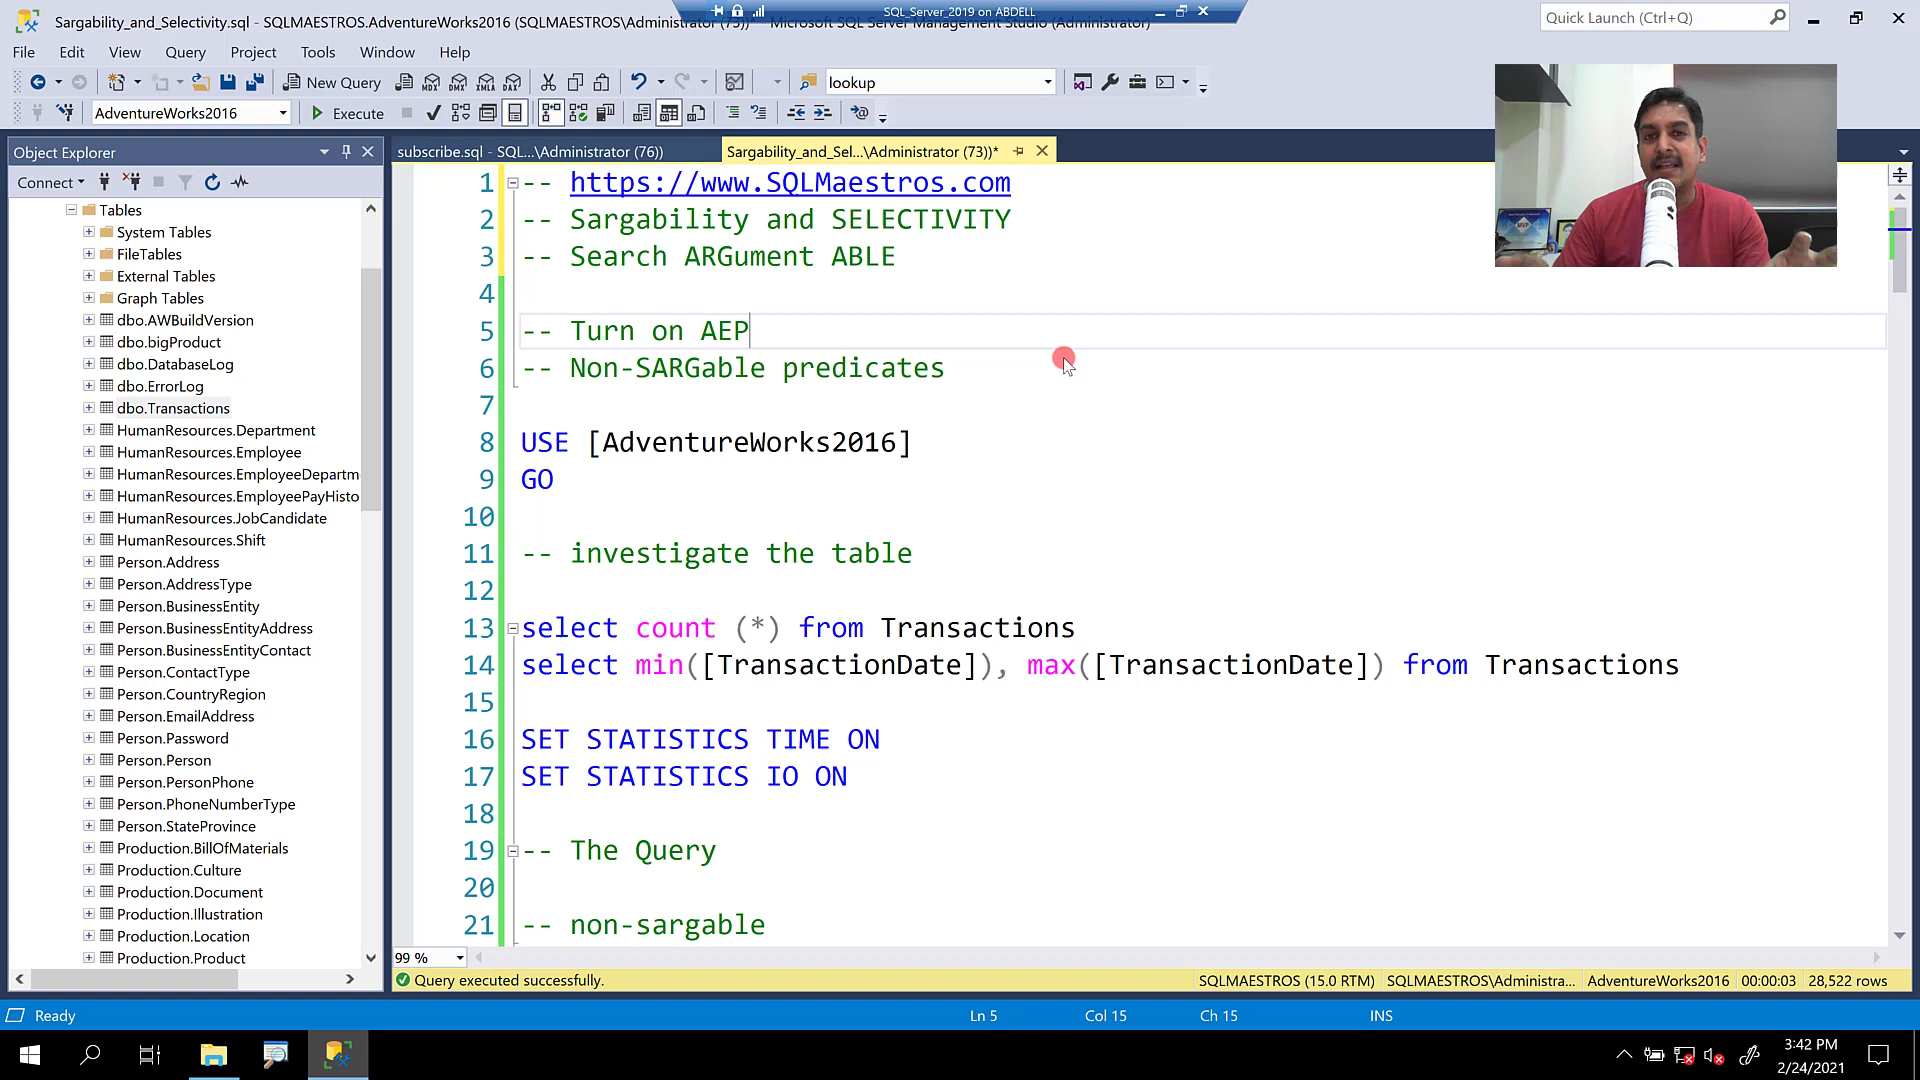 Sargability_and_Selectivity.sql - SQLMAESTROS.AdventureWorks2016 (SQLMAESTROS\Administrator (73))* - Microsoft SQL Server Management Studio (Administrator)
SQL_Server_2019 on ABDELL
Quick Launch (Ctrl+Q)
File Edit View Query Project Tools Window Help
New Query
MDX DMX XMLA DAX
lookup
AdventureWorks2016
Execute
Object Explorer
Connect
Tables
System Tables
FileTables
External Tables
Graph Tables
dbo.AWBuildVersion
dbo.bigProduct
dbo.DatabaseLog
dbo.ErrorLog
dbo.Transactions
HumanResources.Department
HumanResources.Employee
HumanResources.EmployeeDepartm
HumanResources.EmployeePayHisto
HumanResources.JobCandidate
HumanResources.Shift
Person.Address
Person.AddressType
Person.BusinessEntity
Person.BusinessEntityAddress
Person.BusinessEntityContact
Person.ContactType
Person.CountryRegion
Person.EmailAddress
Person.Password
Person.Person
Person.PersonPhone
Person.PhoneNumberType
Person.StateProvince
Production.BillOfMaterials
Production.Culture
Production.Document
Production.Illustration
Production.Location
Production.Product
subscribe.sql - SQL...\Administrator (76))
Sargability_and_Sel...\Administrator (73))*
1 -- https://www.SQLMaestros.com
2 -- Sargability and SELECTIVITY
3 -- Search ARGument ABLE
4
5 -- Turn on AEP
6 -- Non-SARGable predicates
7
8 USE [AdventureWorks2016]
9 GO
10
11 -- investigate the table
12
13 select count (*) from Transactions
14 select min([TransactionDate]), max([TransactionDate]) from Transactions
15
16 SET STATISTICS TIME ON
17 SET STATISTICS IO ON
18
19 -- The Query
20
21 -- non-sargable
MVP
99 %
Query executed successfully.
SQLMAESTROS (15.0 RTM) SQLMAESTROS\Administra... AdventureWorks2016 00:00:03 28,522 rows
Ready
Ln 5 Col 15 Ch 15 INS
3:42 PM
2/24/2021